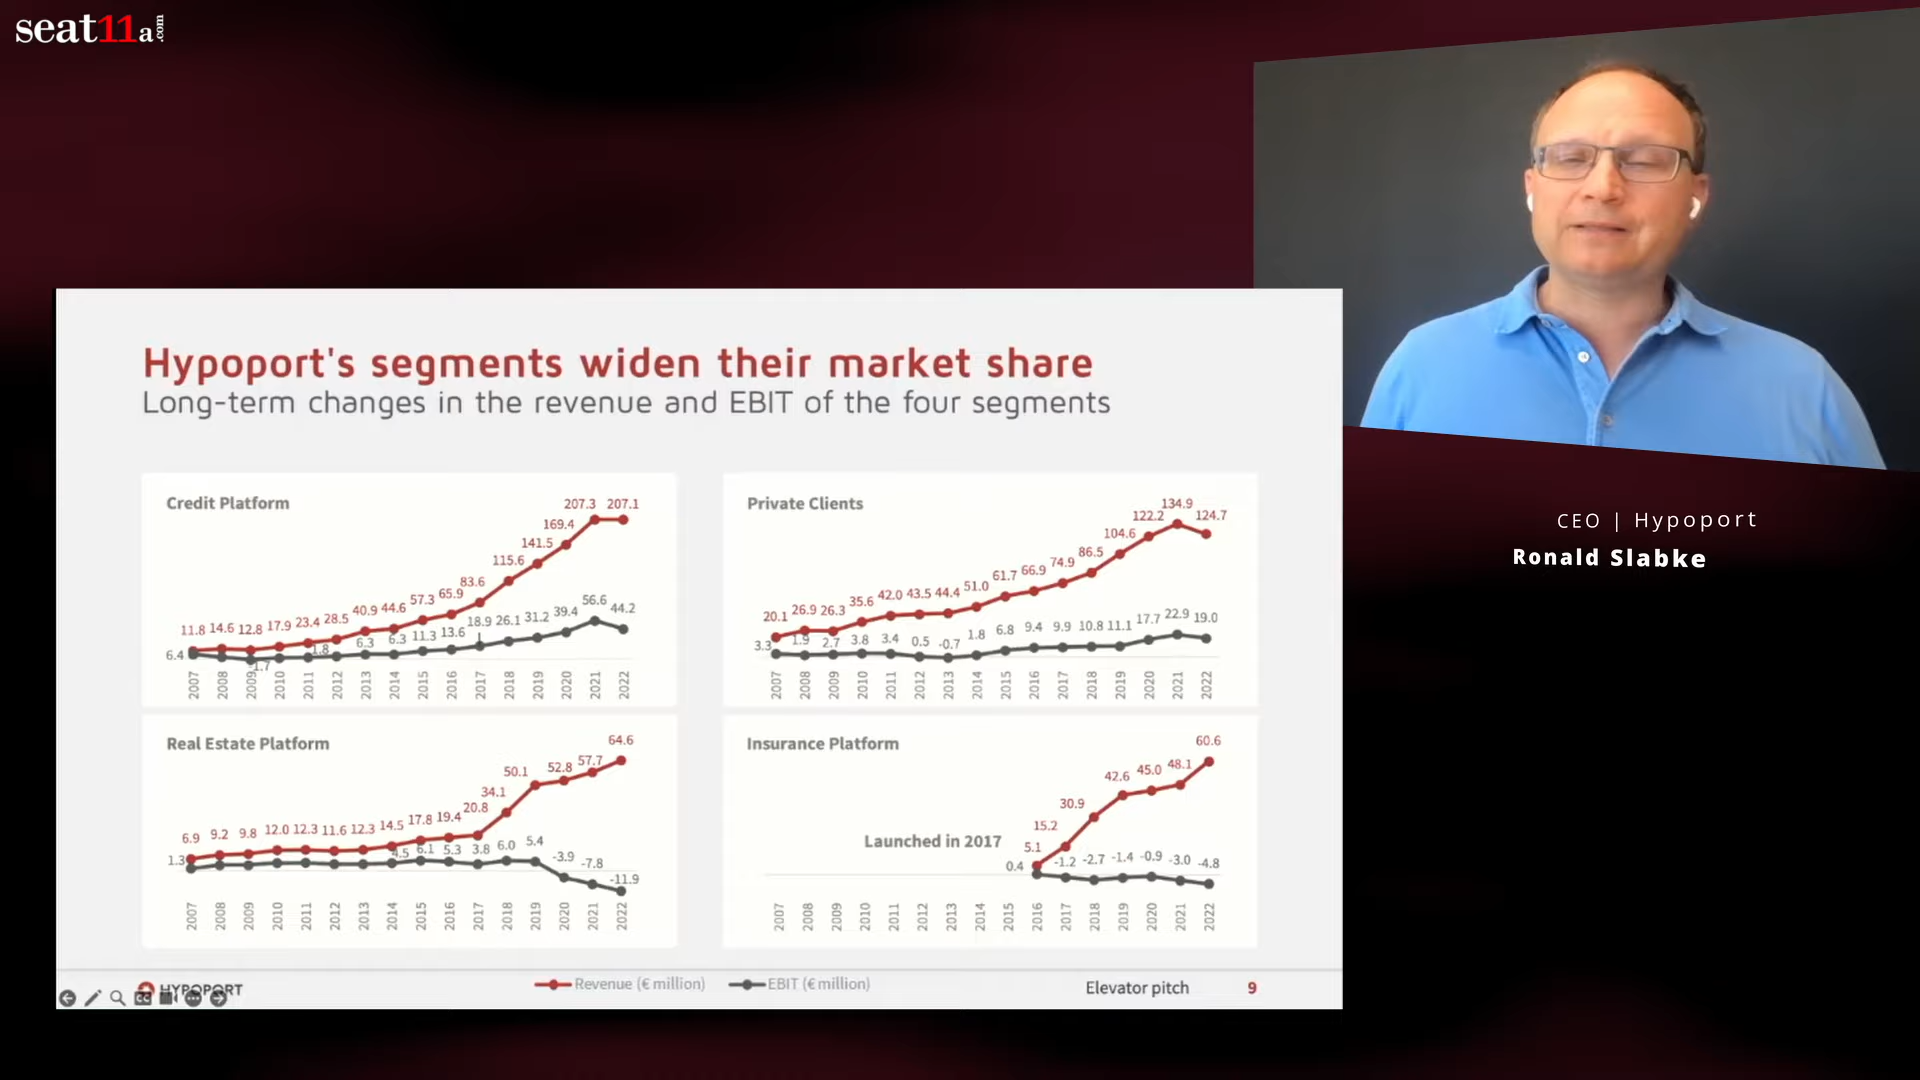 seat11a.com
Hypoport's segments widen their market share
Long-term changes in the revenue and EBIT of the four segments
Credit Platform
11.8 14.6 12.8 17.9 23.4 28.5 40.9 44.6 57.3 65.9 83.6 115.6 141.5 169.4 207.3 207.1
6.4 -1.7 1.8 6.3 6.3 11.3 13.6 18.9 26.1 31.2 39.4 56.6 44.2
2007 2008 2009 2010 2011 2012 2013 2014 2015 2016 2017 2018 2019 2020 2021 2022
Private Clients
20.1 26.9 26.3 35.6 42.0 43.5 44.4 51.0 61.7 66.9 74.9 86.5 104.6 122.2 134.9 124.7
3.3 1.9 2.7 3.8 3.4 0.5 -0.7 1.8 6.8 9.4 9.9 10.8 11.1 17.7 22.9 19.0
2007 2008 2009 2010 2011 2012 2013 2014 2015 2016 2017 2018 2019 2020 2021 2022
Real Estate Platform
6.9 9.2 9.8 12.0 12.3 11.6 12.3 14.5 17.8 19.4 20.8 34.1 50.1 52.8 57.7 64.6
1.3 4.5 6.1 5.3 3.8 6.0 5.4 -3.9 -7.8 -11.9
2007 2008 2009 2010 2011 2012 2013 2014 2015 2016 2017 2018 2019 2020 2021 2022
Insurance Platform
Launched in 2017
5.1 15.2 30.9 42.6 45.0 48.1 60.6
0.4 -1.2 -2.7 -1.4 -0.9 -3.0 -4.8
2007 2008 2009 2010 2011 2012 2013 2014 2015 2016 2017 2018 2019 2020 2021 2022
HYPOPORT
Revenue (€ million) EBIT (€ million)
Elevator pitch 9
CEO | Hypoport
Ronald Slabke